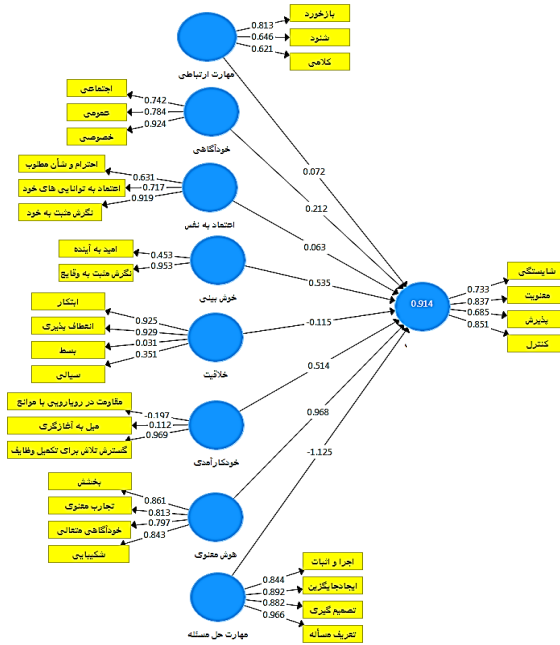 بازخورد
0.813
شنود
0.646
کلامی
0.621
مهارت ارتباطی
0.072
اجتماعی
0.742
عمومی
0.784
خصوصی
0.924
خودآگاهی
0.212
احترام و شأن مطلوب
0.631
اعتماد به توانایی های خود
0.717
نگرش مثبت به خود
0.919
اعتماد به نفس
0.063
امید به آینده
0.453
نگرش مثبت به وقایع
0.953
خوش بینی
0.535
0.914
شایستگی
0.733
معنویت
0.837
پذیرش
0.685
کنترل
0.851
ابتکار
0.925
انعطاف پذیری
0.929
بسط
0.031
سیالی
0.351
خلاقیت
-0.115
مقاومت در رویارویی با موانع
-0.197
میل به آغازگری
0.112
گسترش تلاش برای تکمیل وظایف
0.969
خودکارآمدی
0.514
بخشش
0.861
تجارب معنوی
0.813
خودآگاهی متعالی
0.797
شکیبایی
0.843
هوش معنوی
0.968
اجرا و اثبات
0.844
ایجادجایگزین
0.892
تصمیم گیری
0.882
تعریف مسأله
0.966
مهارت حل مسئله
-1.125